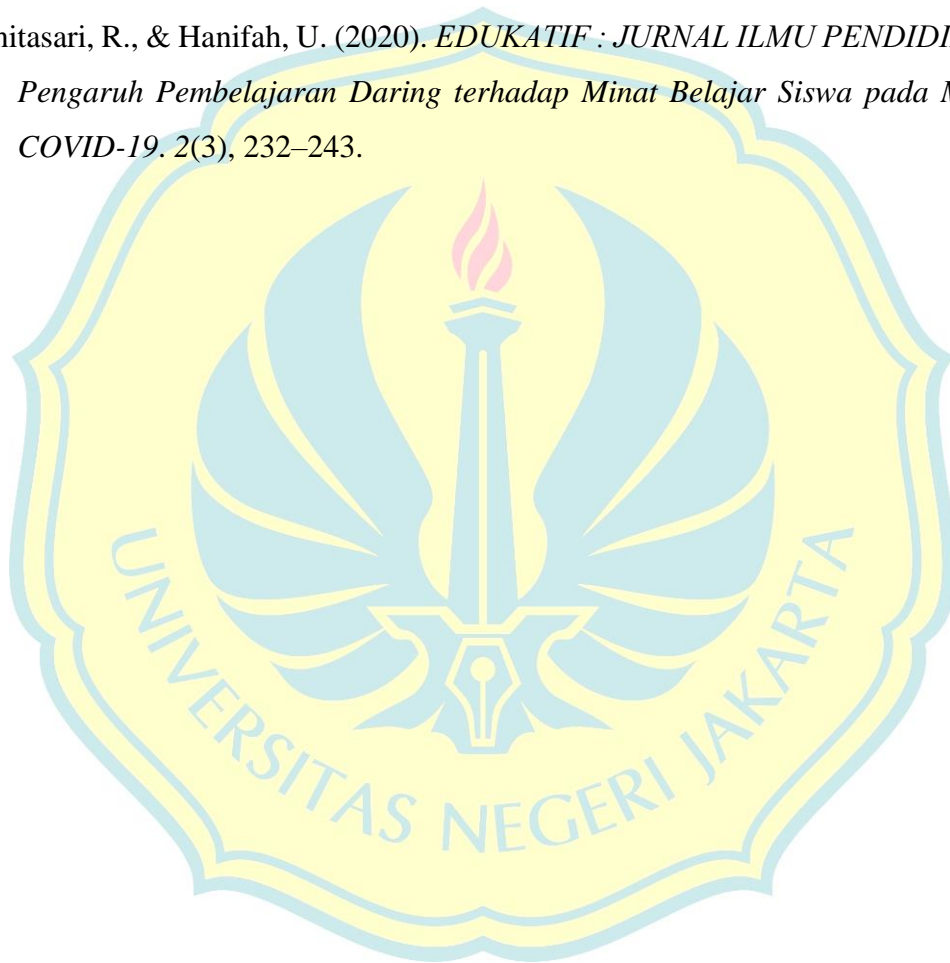 nitasari, R., & Hanifah, U. (2020). EDUKATIF : JURNAL ILMU PENDIDI
Pengaruh Pembelajaran Daring terhadap Minat Belajar Siswa pada M
COVID-19. 2(3), 232–243.
UNIVERSITAS NEGERI JAKARTA